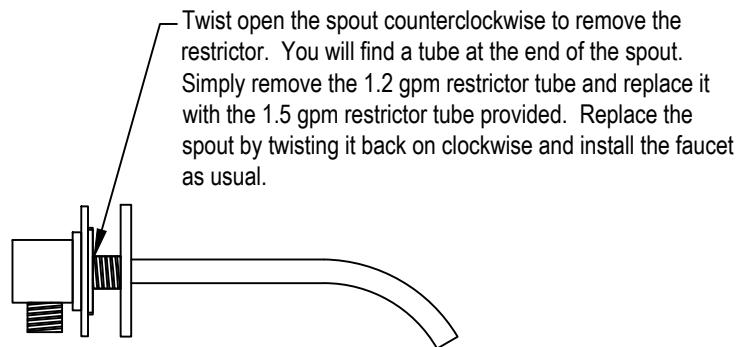 Twist open the spout counterclockwise to remove the
restrictor.  You will find a tube at the end of the spout.
Simply remove the 1.2 gpm restrictor tube and replace it
with the 1.5 gpm restrictor tube provided.  Replace the
spout by twisting it back on clockwise and install the faucet
as usual.